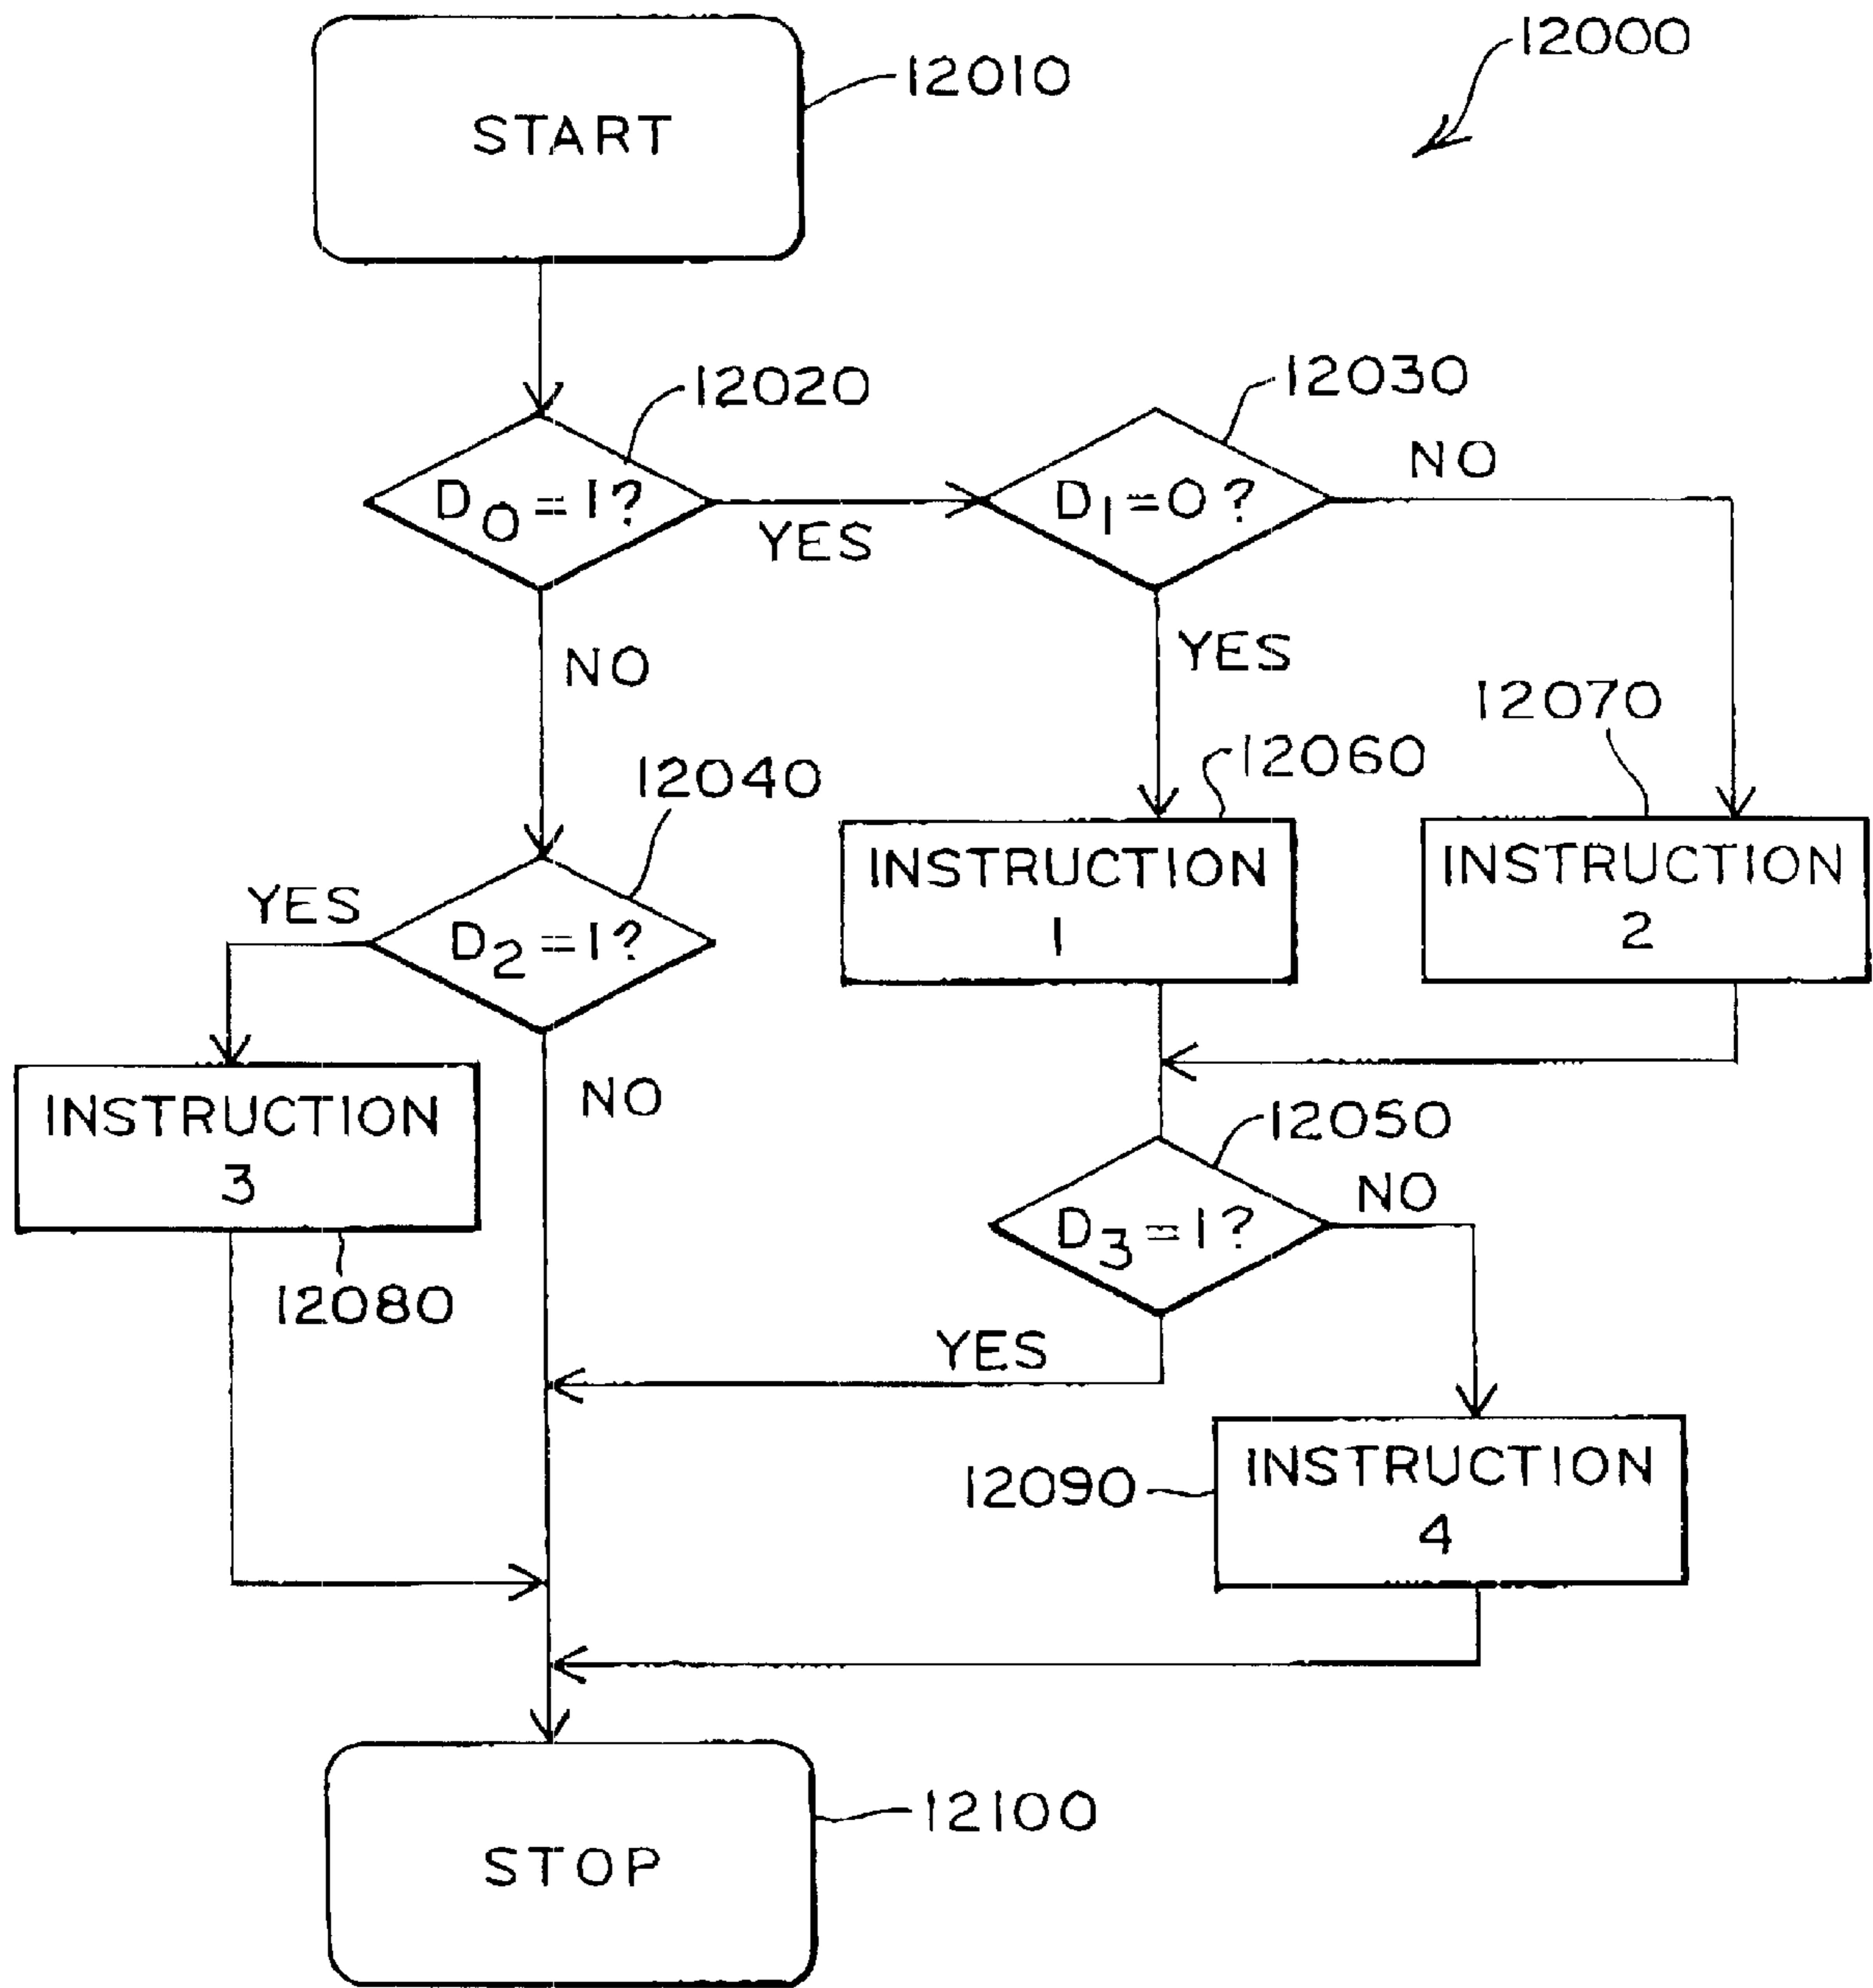 12000
12010
START
12020
12030
D0=1?
YES
D1=0?
NO
NO
YES
12070
12060
12040
YES
D2=1?
INSTRUCTION
1
INSTRUCTION
2
NO
INSTRUCTION
3
12050
NO
D3=1?
12080
YES
INSTRUCTION
4
12090
12100
STOP